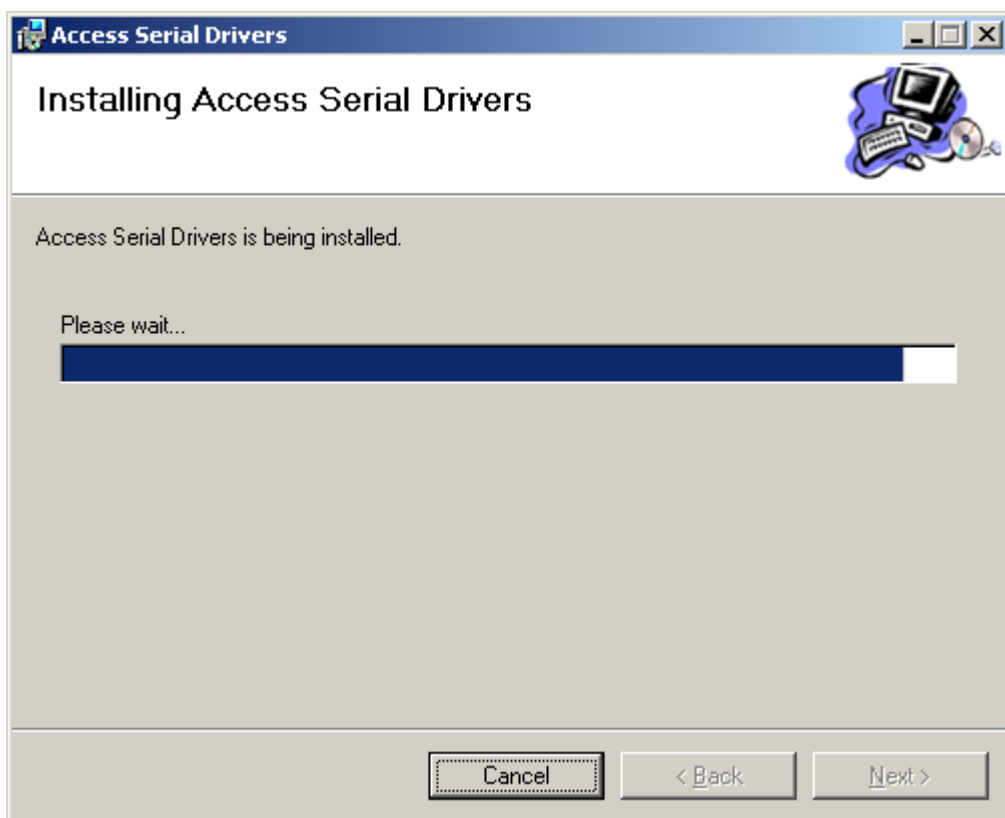 Access Serial Drivers
Installing Access Serial Drivers
Access Serial Drivers is being installed.
Please wait...
Cancel
< Back
Next >